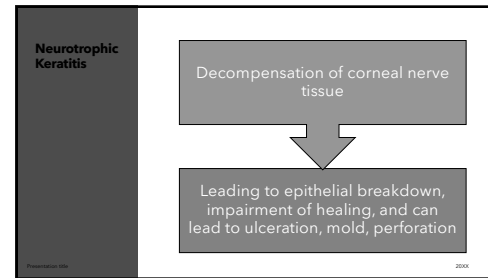 Neurotrophic
Keratitis
Decompensation of corneal nerve
tissue
Leading to epithelial breakdown,
impairment of healing, and can
lead to ulceration, mold, perforation
Presentation title
20XX